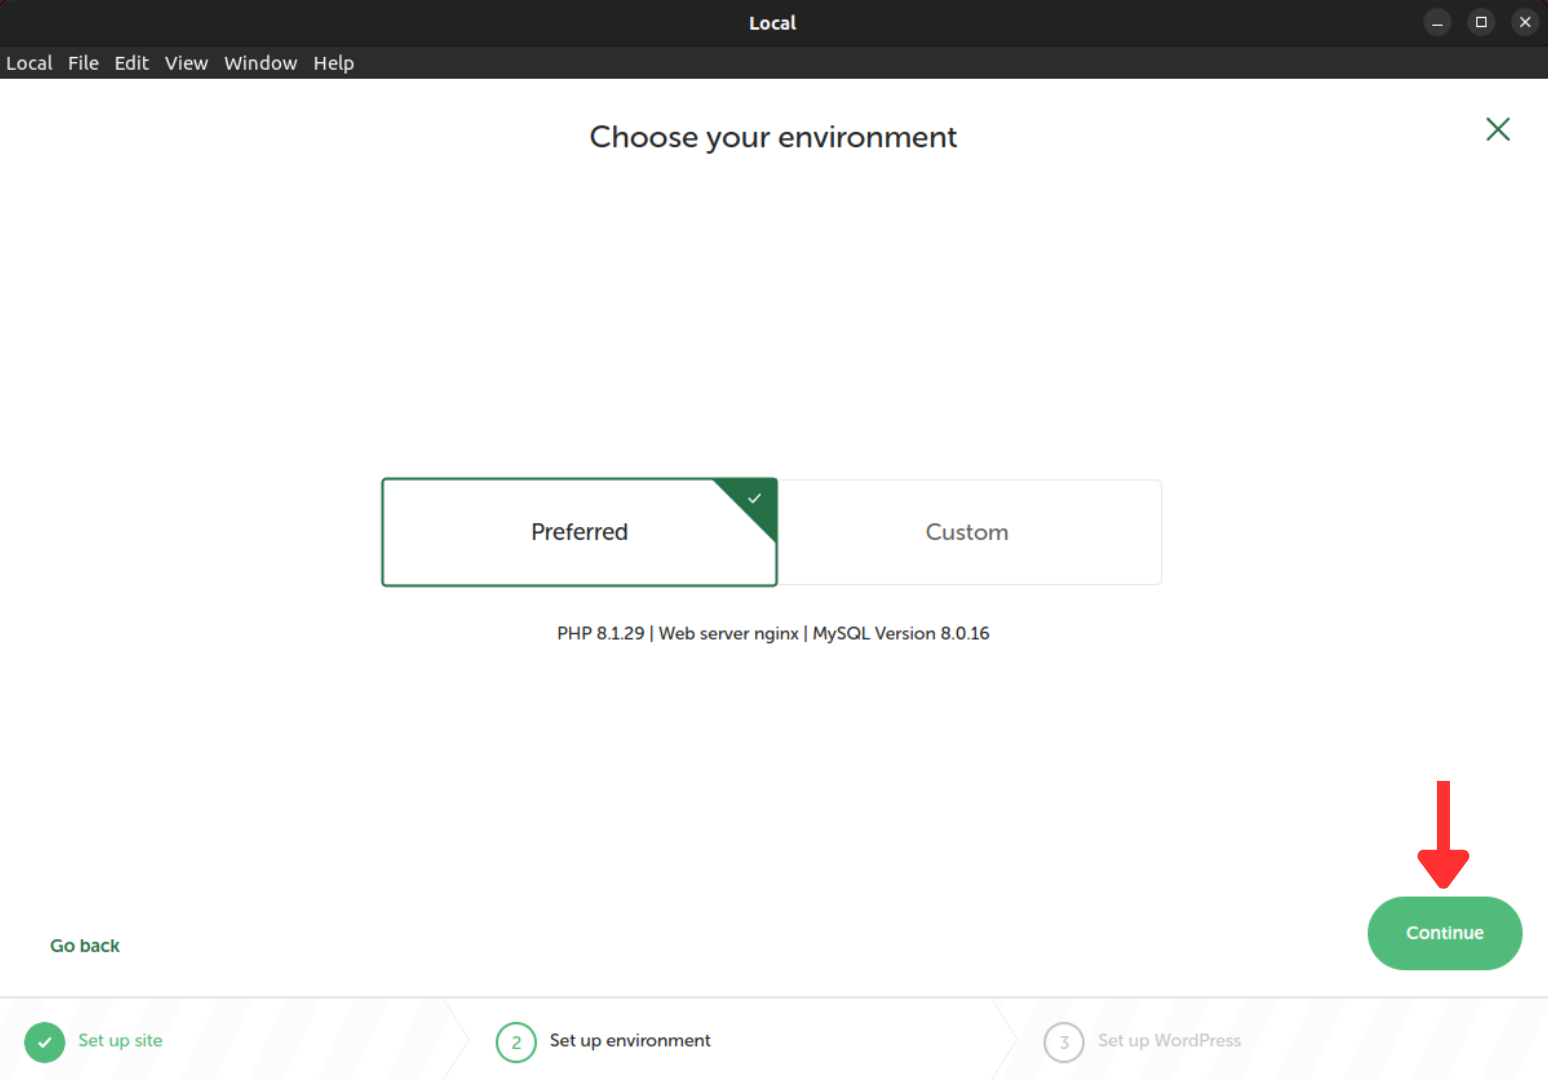 Local
Local File Edit View Window Help
Choose your environment
Preferred
Custom
PHP 8.1.29 | Web server nginx | MySQL Version 8.0.16
Go back
Continue
Set up site
2 Set up environment
3 Set up WordPress